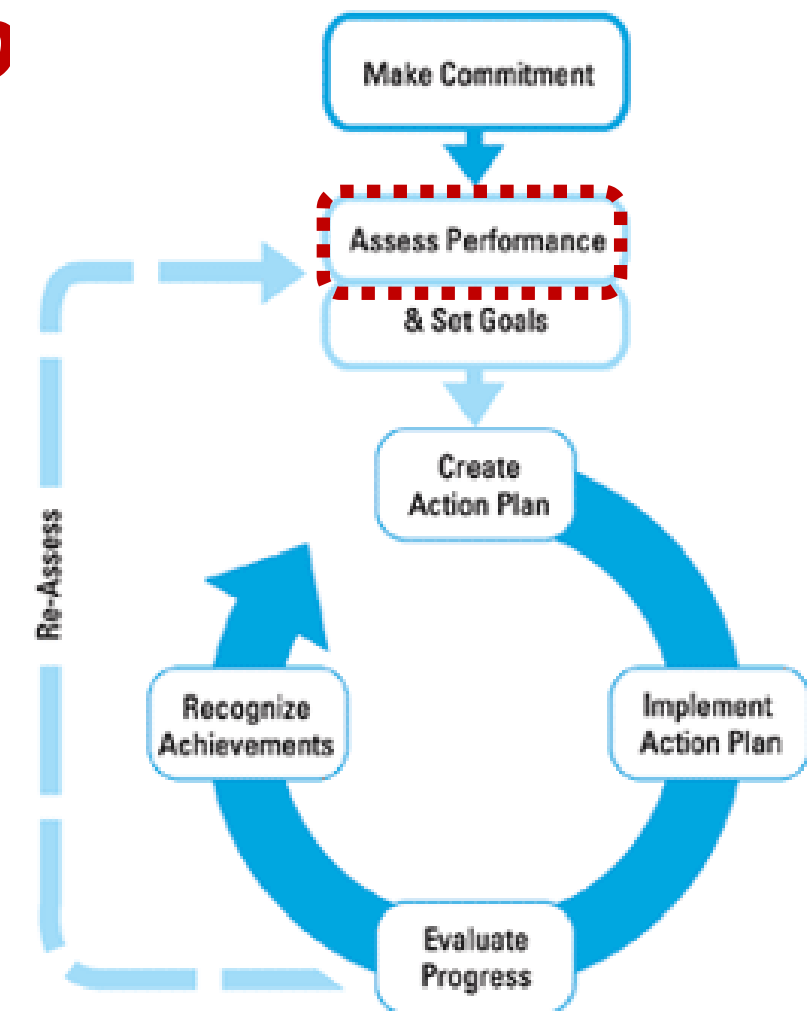 Make Commitment
Assess Performance
& Set Goals
Create
Action Plan
Re-Assess
Recognize
Achievements
Implement
Action Plan
Evaluate
Progress